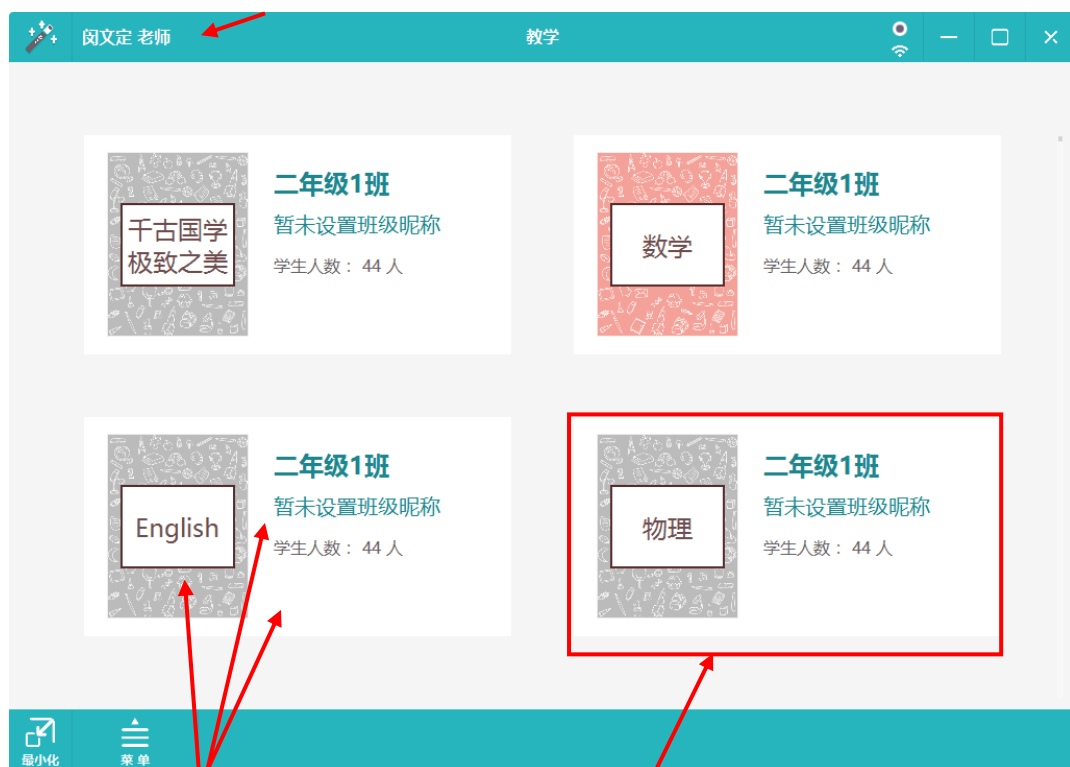 闵文定 老师
教学
二年级1班
千古国学
极致之美
暂未设置班级昵称
学生人数： 44 人
二年级1班
数学
暂未设置班级昵称
学生人数： 44 人
二年级1班
English
暂未设置班级昵称
学生人数： 44 人
二年级1班
物理
暂未设置班级昵称
学生人数： 44 人
最小化
菜单